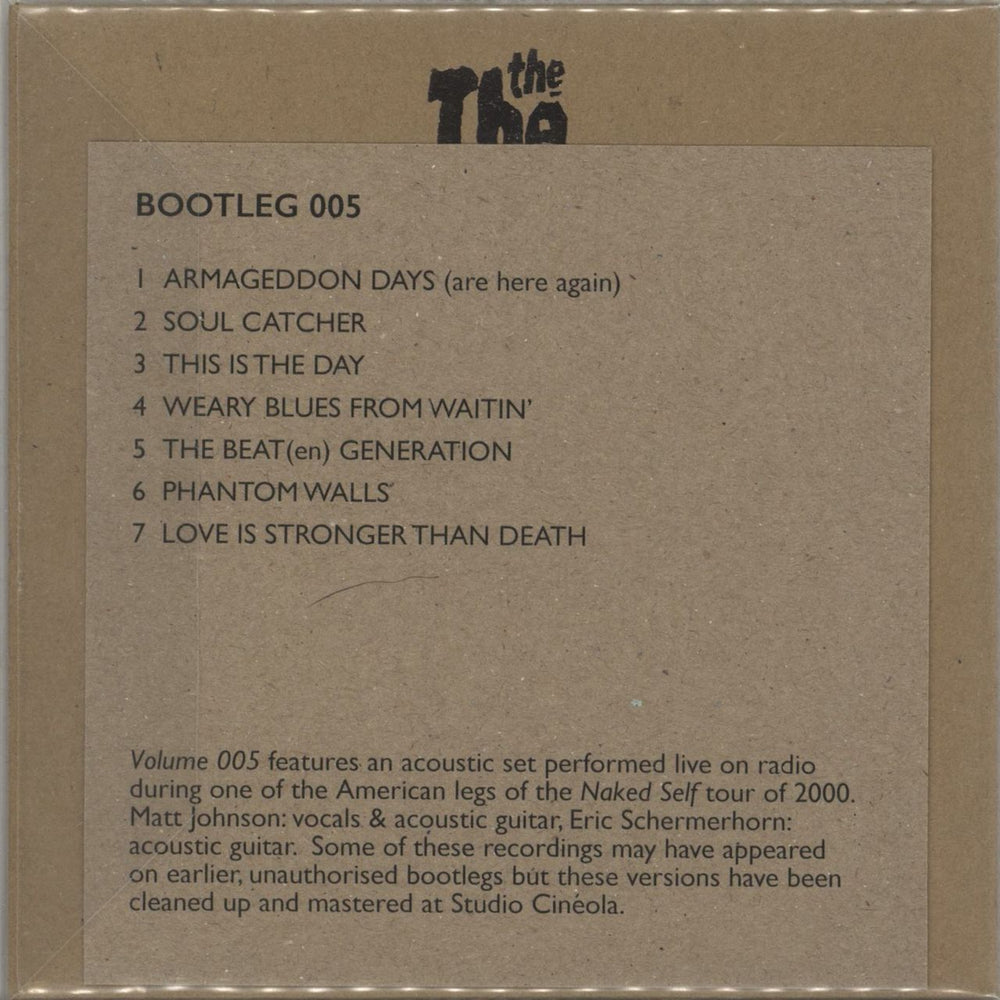 the
The
BOOTLEG 005
1 ARMAGEDDON DAYS (are here again)
2 SOUL CATCHER
3 THIS IS THE DAY
4 WEARY BLUES FROM WAITIN'
5 THE BEAT(en) GENERATION
6 PHANTOM WALLS
7 LOVE IS STRONGER THAN DEATH
Volume 005 features an acoustic set performed live on radio
during one of the American legs of the Naked Self tour of 2000.
Matt Johnson: vocals & acoustic guitar, Eric Schermerhorn:
acoustic guitar. Some of these recordings may have appeared
on earlier, unauthorised bootlegs but these versions have been
cleaned up and mastered at Studio Cinéola.